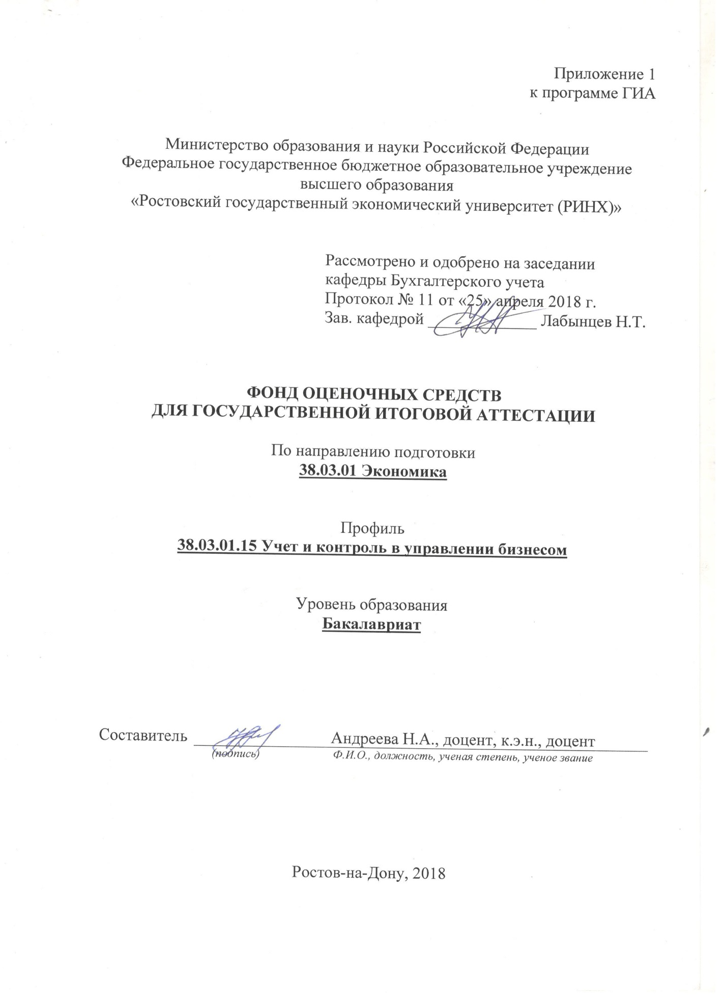 Приложение 1
к программе ГИА
Министерство образования и науки Российской Федерации
Федеральное государственное бюджетное образовательное учреждение
высшего образования
«Ростовский государственный экономический университет (РИНХ)»
Рассмотрено и одобрено на заседании
кафедры Бухгалтерского учета
Протокол № 11 от «25» апреля 2018 г.
Зав. кафедрой ______________ Лабынцев Н.Т.
ФОНД ОЦЕНОЧНЫХ СРЕДСТВ
ДЛЯ ГОСУДАРСТВЕННОЙ ИТОГОВОЙ АТТЕСТАЦИИ
По направлению подготовки
38.03.01 Экономика
Профиль
38.03.01.15 Учет и контроль в управлении бизнесом
Уровень образования
Бакалавриат
Составитель ______________ Андреева Н.А., доцент, к.э.н., доцент
(подпись) Ф.И.О., должность, ученая степень, ученое звание
Ростов-на-Дону, 2018